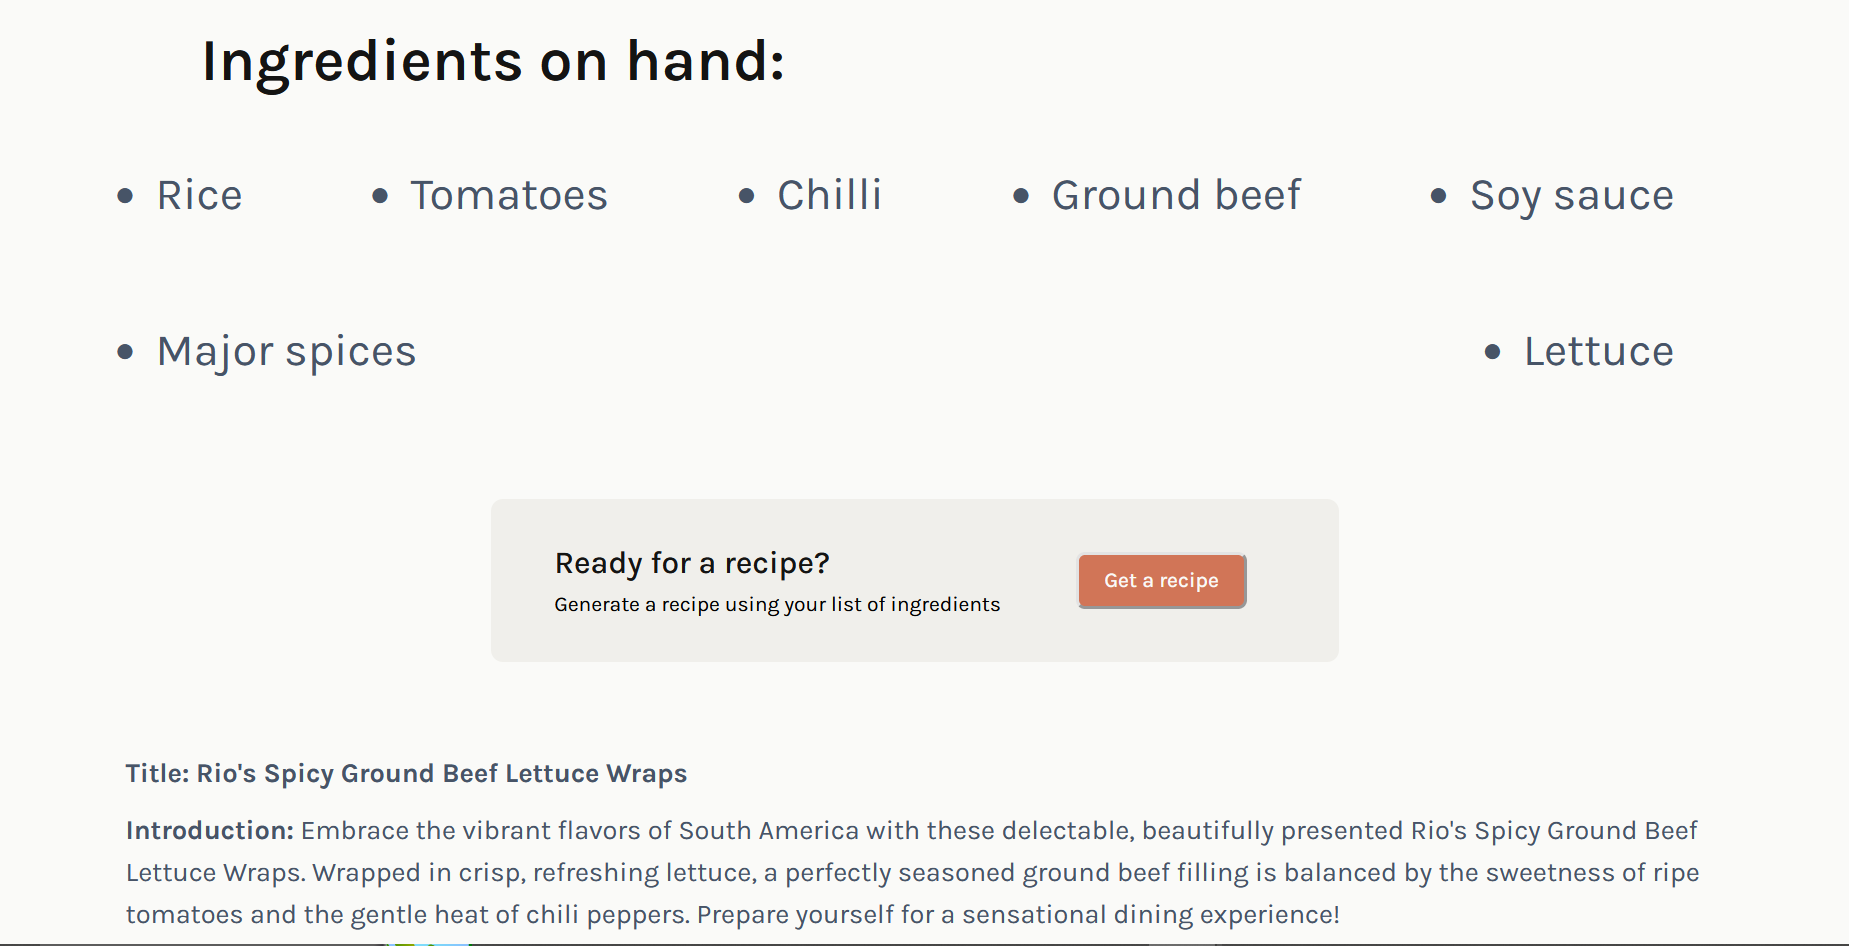 Ingredients on hand:
• Rice • Tomatoes • Chilli • Ground beef • Soy sauce
• Major spices • Lettuce
Ready for a recipe?
Generate a recipe using your list of ingredients
Get a recipe
Title: Rio's Spicy Ground Beef Lettuce Wraps
Introduction: Embrace the vibrant flavors of South America with these delectable, beautifully presented Rio's Spicy Ground Beef
Lettuce Wraps. Wrapped in crisp, refreshing lettuce, a perfectly seasoned ground beef filling is balanced by the sweetness of ripe
tomatoes and the gentle heat of chili peppers. Prepare yourself for a sensational dining experience!